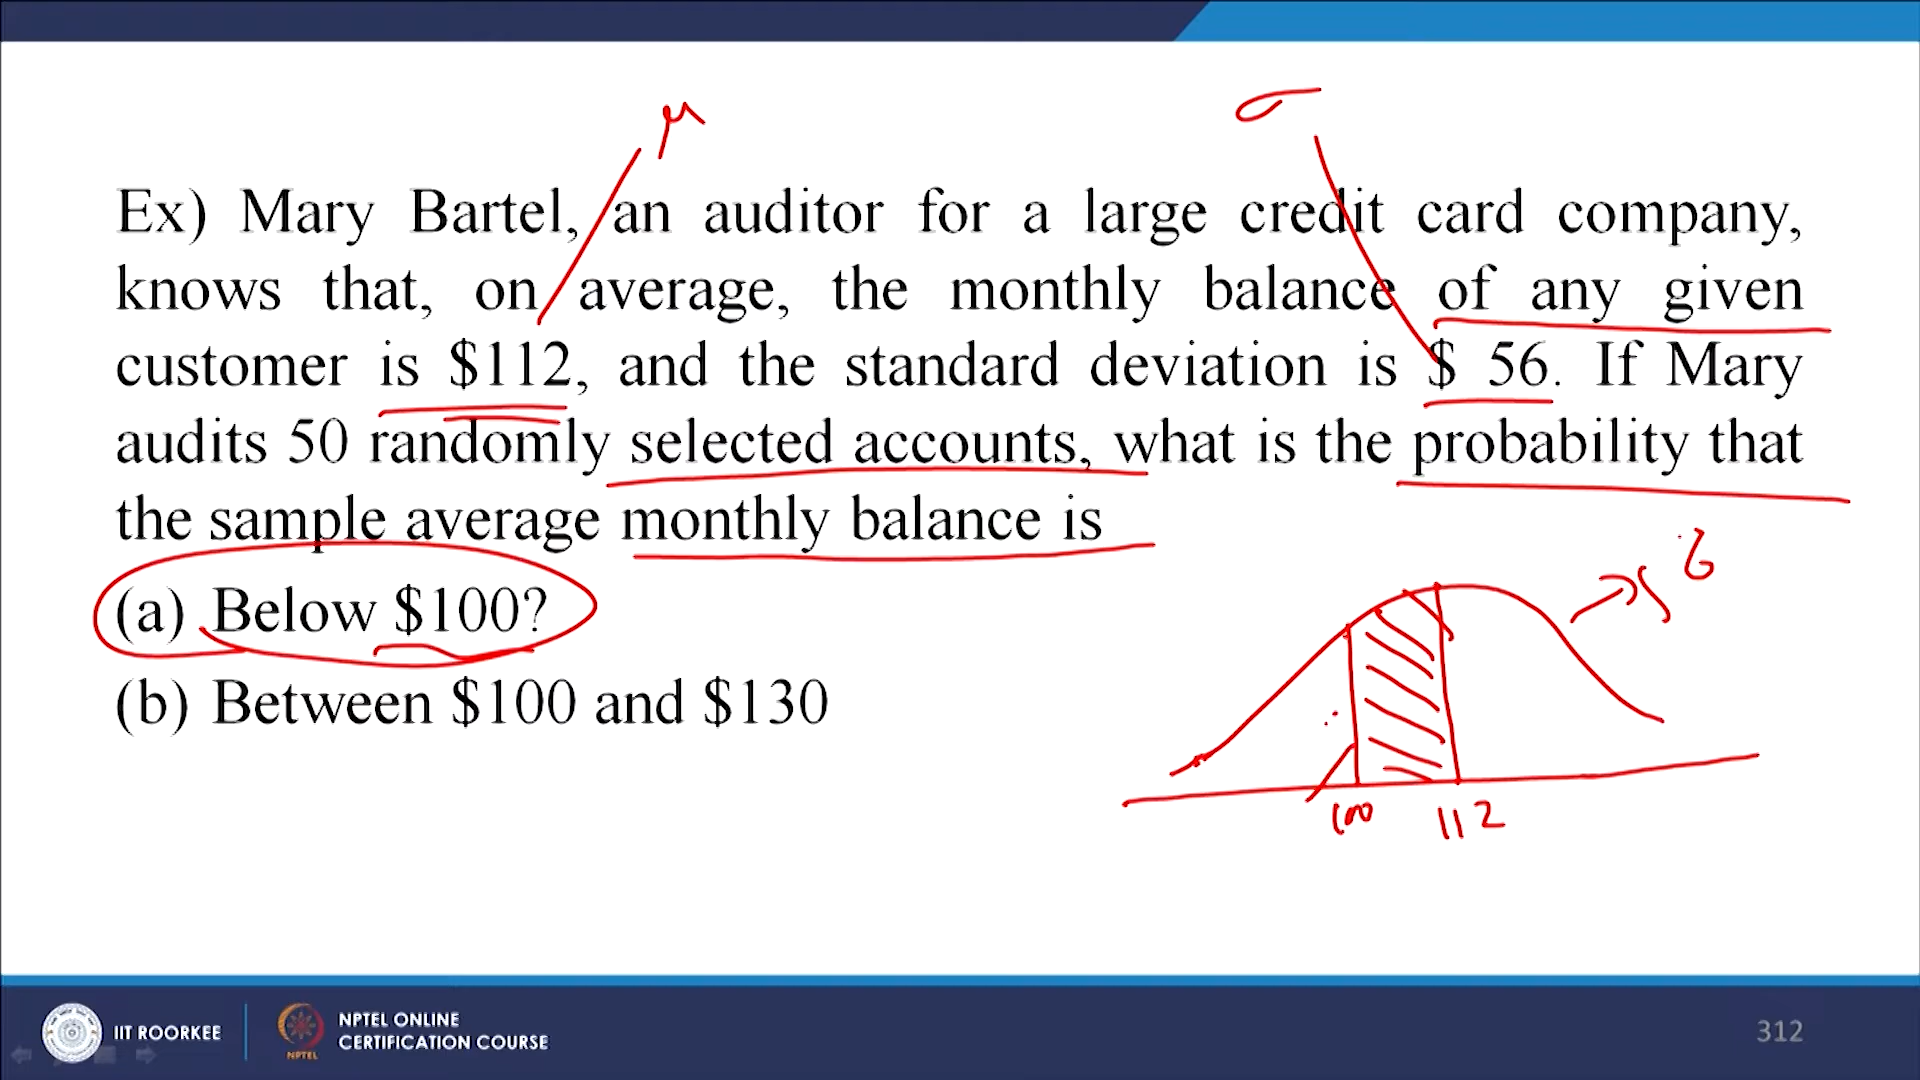 μ
σ
Ex) Mary Bartel, an auditor for a large credit card company,
knows that, on average, the monthly balance of any given
customer is $112, and the standard deviation is $ 56. If Mary
audits 50 randomly selected accounts, what is the probability that
the sample average monthly balance is
(a) Below $100?
(b) Between $100 and $130
100
112
IIT ROORKEE
NPTEL
NPTEL ONLINE
CERTIFICATION COURSE
312